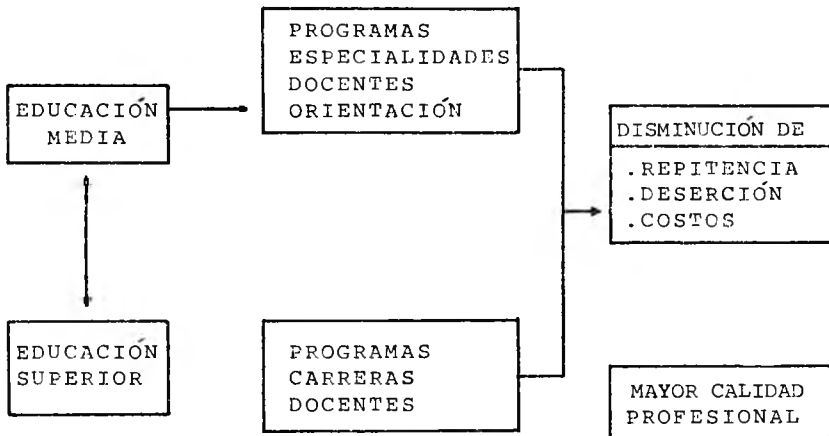 PROGRAMAS
ESPECIALIDADES
DOCENTES
ORIENTACIÓN
EDUCACIÓN
MEDIA
DISMINUCIÓN DE
.REPITENCIA
.DESERCIÓN
.COSTOS
EDUCACIÓN
SUPERIOR
PROGRAMAS
CARRERAS
DOCENTES
MAYOR CALIDAD
PROFESIONAL